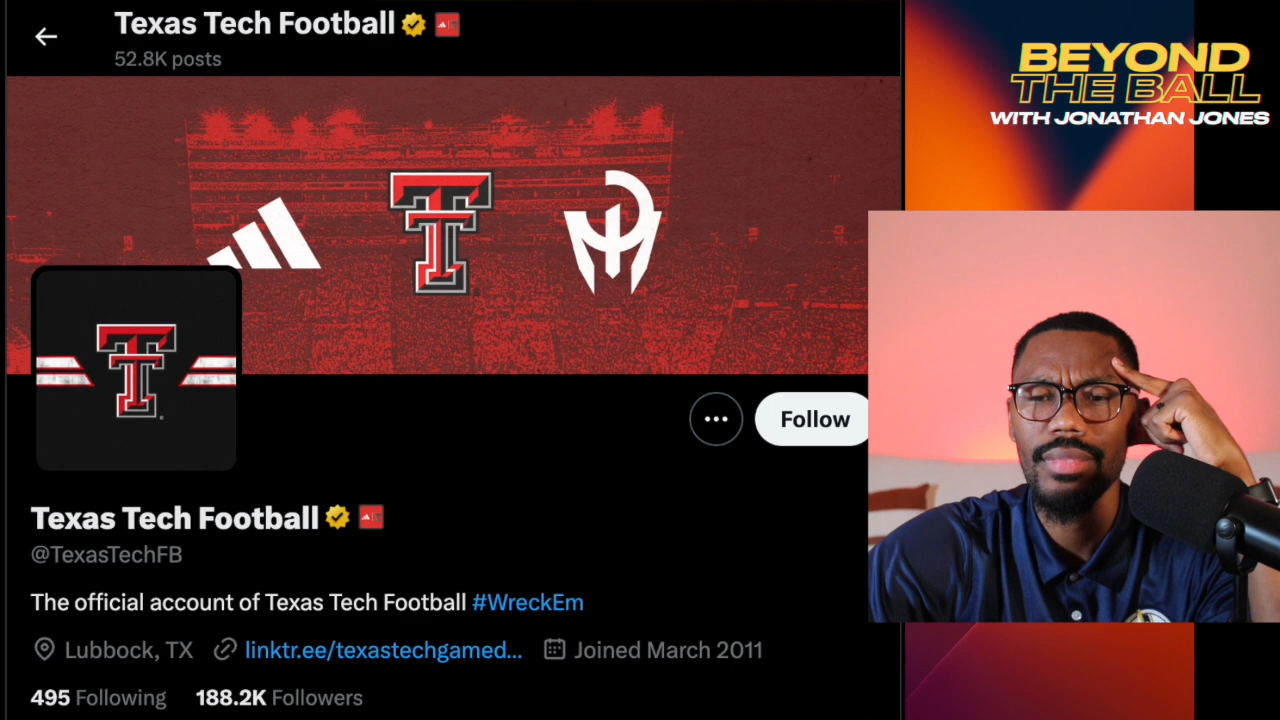 Texas Tech Football
52.8K posts
BEYOND
THE BALL
WITH JONATHAN JONES
Follow
Texas Tech Football
@TexasTechFB
The official account of Texas Tech Football #WreckEm
Lubbock, TX linktr.ee/texastechgamed... Joined March 2011
495 Following 188.2K Followers